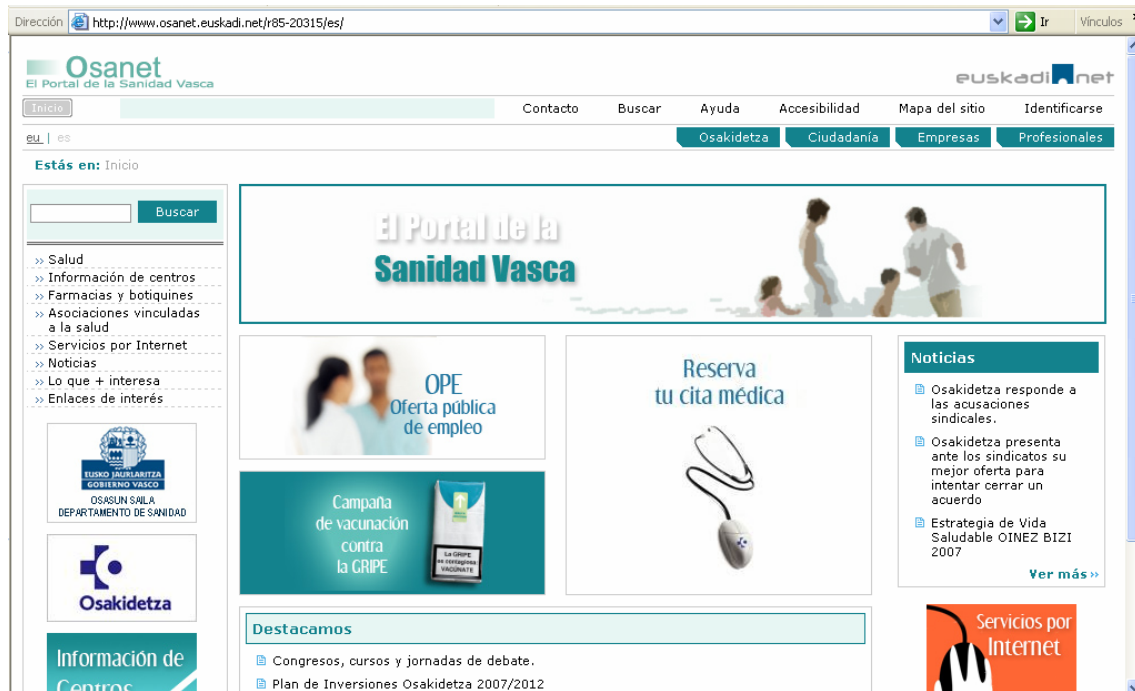 Dirección http://www.osanet.euskadi.net/r85-20315/es/ Ir Vínculos
Osanet
El Portal de la Sanidad Vasca
euskadi.net
Inicio Contacto Buscar Ayuda Accesibilidad Mapa del sitio Identificarse
eu | es
Osakidetza Ciudadanía Empresas Profesionales
Estás en: Inicio
Buscar
» Salud
» Información de centros
» Farmacias y botiquines
» Asociaciones vinculadas
a la salud
» Servicios por Internet
» Noticias
» Lo que + interesa
» Enlaces de interés
EUSKO JAURLARITZA
GOBIERNO VASCO
OSASUN SAILA
DEPARTAMENTO DE SANIDAD
Osakidetza
Información de
Centros
El Portal de la
Sanidad Vasca
OPE
Oferta pública
de empleo
Campaña
de vacunación
contra
la GRIPE
La GRIPE
es contagiosa
VACÚNATE
Reserva
tu cita médica
Destacamos
Congresos, cursos y jornadas de debate.
Plan de Inversiones Osakidetza 2007/2012
Noticias
Osakidetza responde a
las acusaciones
sindicales.
Osakidetza presenta
ante los sindicatos su
mejor oferta para
intentar cerrar un
acuerdo
Estrategia de Vida
Saludable OINEZ BIZI
2007
Ver más »
Servicios por
Internet